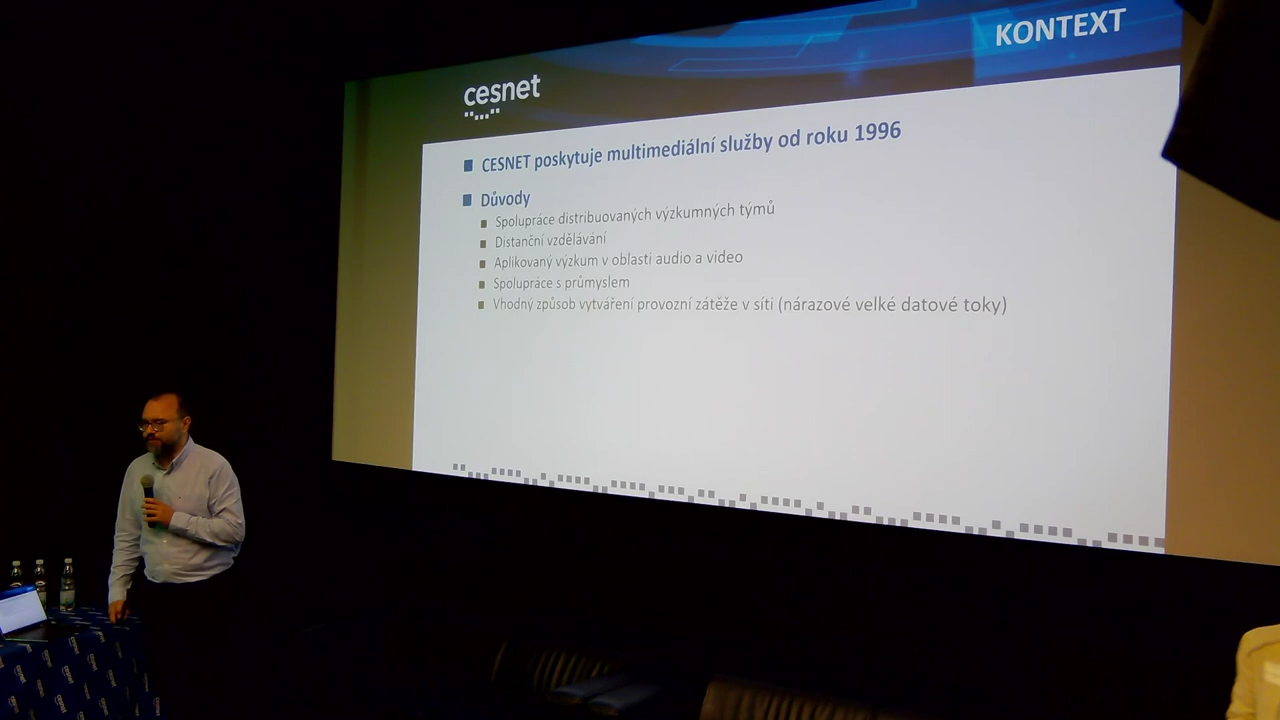 KONTEXT
cesnet
CESNET poskytuje multimediální služby od roku 1996
Důvody
Spolupráce distribuovaných výzkumných týmů
Distanční vzdělávání
Aplikovaný výzkum v oblasti audio a video
Spolupráce s průmyslem
Vhodný způsob vytváření provozní zátěže v síti (nárazové velké datové toky)